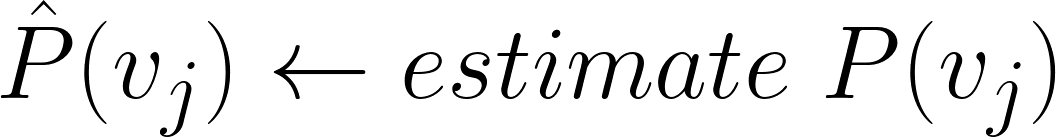 P̂(v_j) ← estimate P(v_j)